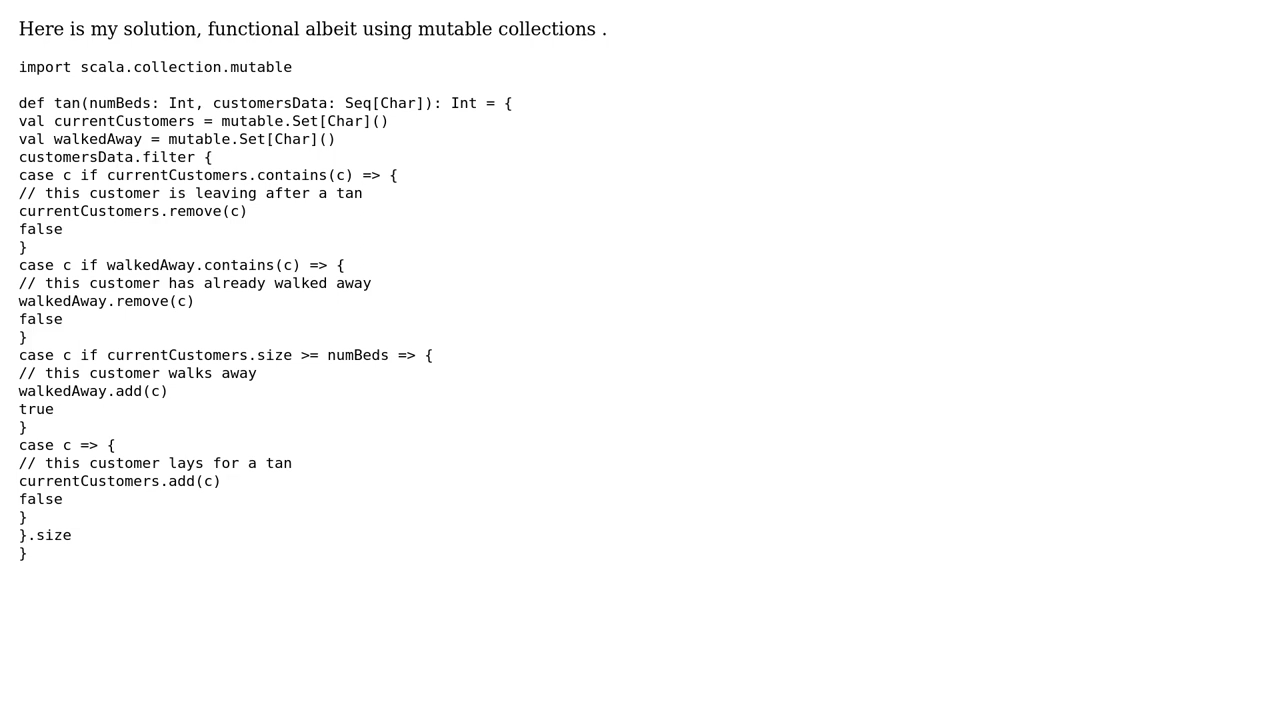 Here is my solution, functional albeit using mutable collections .
import scala.collection.mutable
def tan(numBeds: Int, customersData: Seq[Char]): Int = {
val currentCustomers = mutable.Set[Char]()
val walkedAway = mutable.Set[Char]()
customersData.filter {
case c if currentCustomers.contains(c) => {
// this customer is leaving after a tan
currentCustomers.remove(c)
false
}
case c if walkedAway.contains(c) => {
// this customer has already walked away
walkedAway.remove(c)
false
}
case c if currentCustomers.size >= numBeds => {
// this customer walks away
walkedAway.add(c)
true
}
case c => {
// this customer lays for a tan
currentCustomers.add(c)
false
}
}.size
}